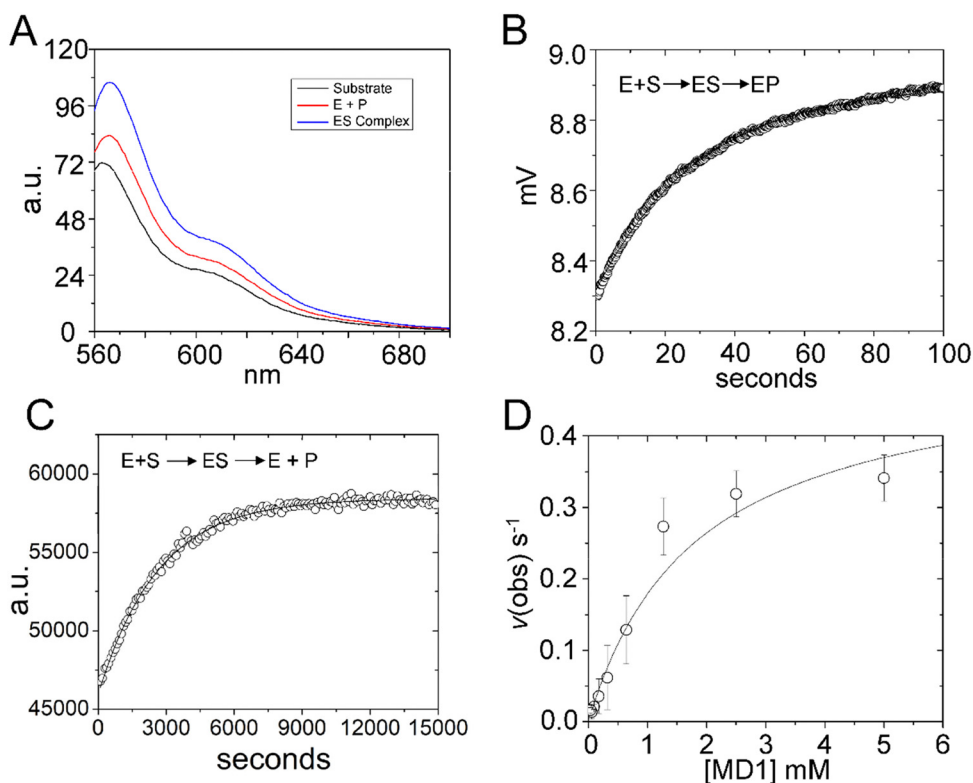 A
120
96
72
48
24
0
a.u.
560
600
640
680
nm
Substrate
E + P
ES Complex
B
9.0
8.8
8.6
8.4
8.2
mV
E+S→ES→EP
0
20
40
60
80
100
seconds
C
60000
55000
50000
45000
a.u.
E+S → ES → E + P
0
3000
6000
9000
12000
15000
seconds
D
0.4
0.3
0.2
0.1
0.0
v(obs) s⁻¹
0
1
2
3
4
5
6
[MD1] mM